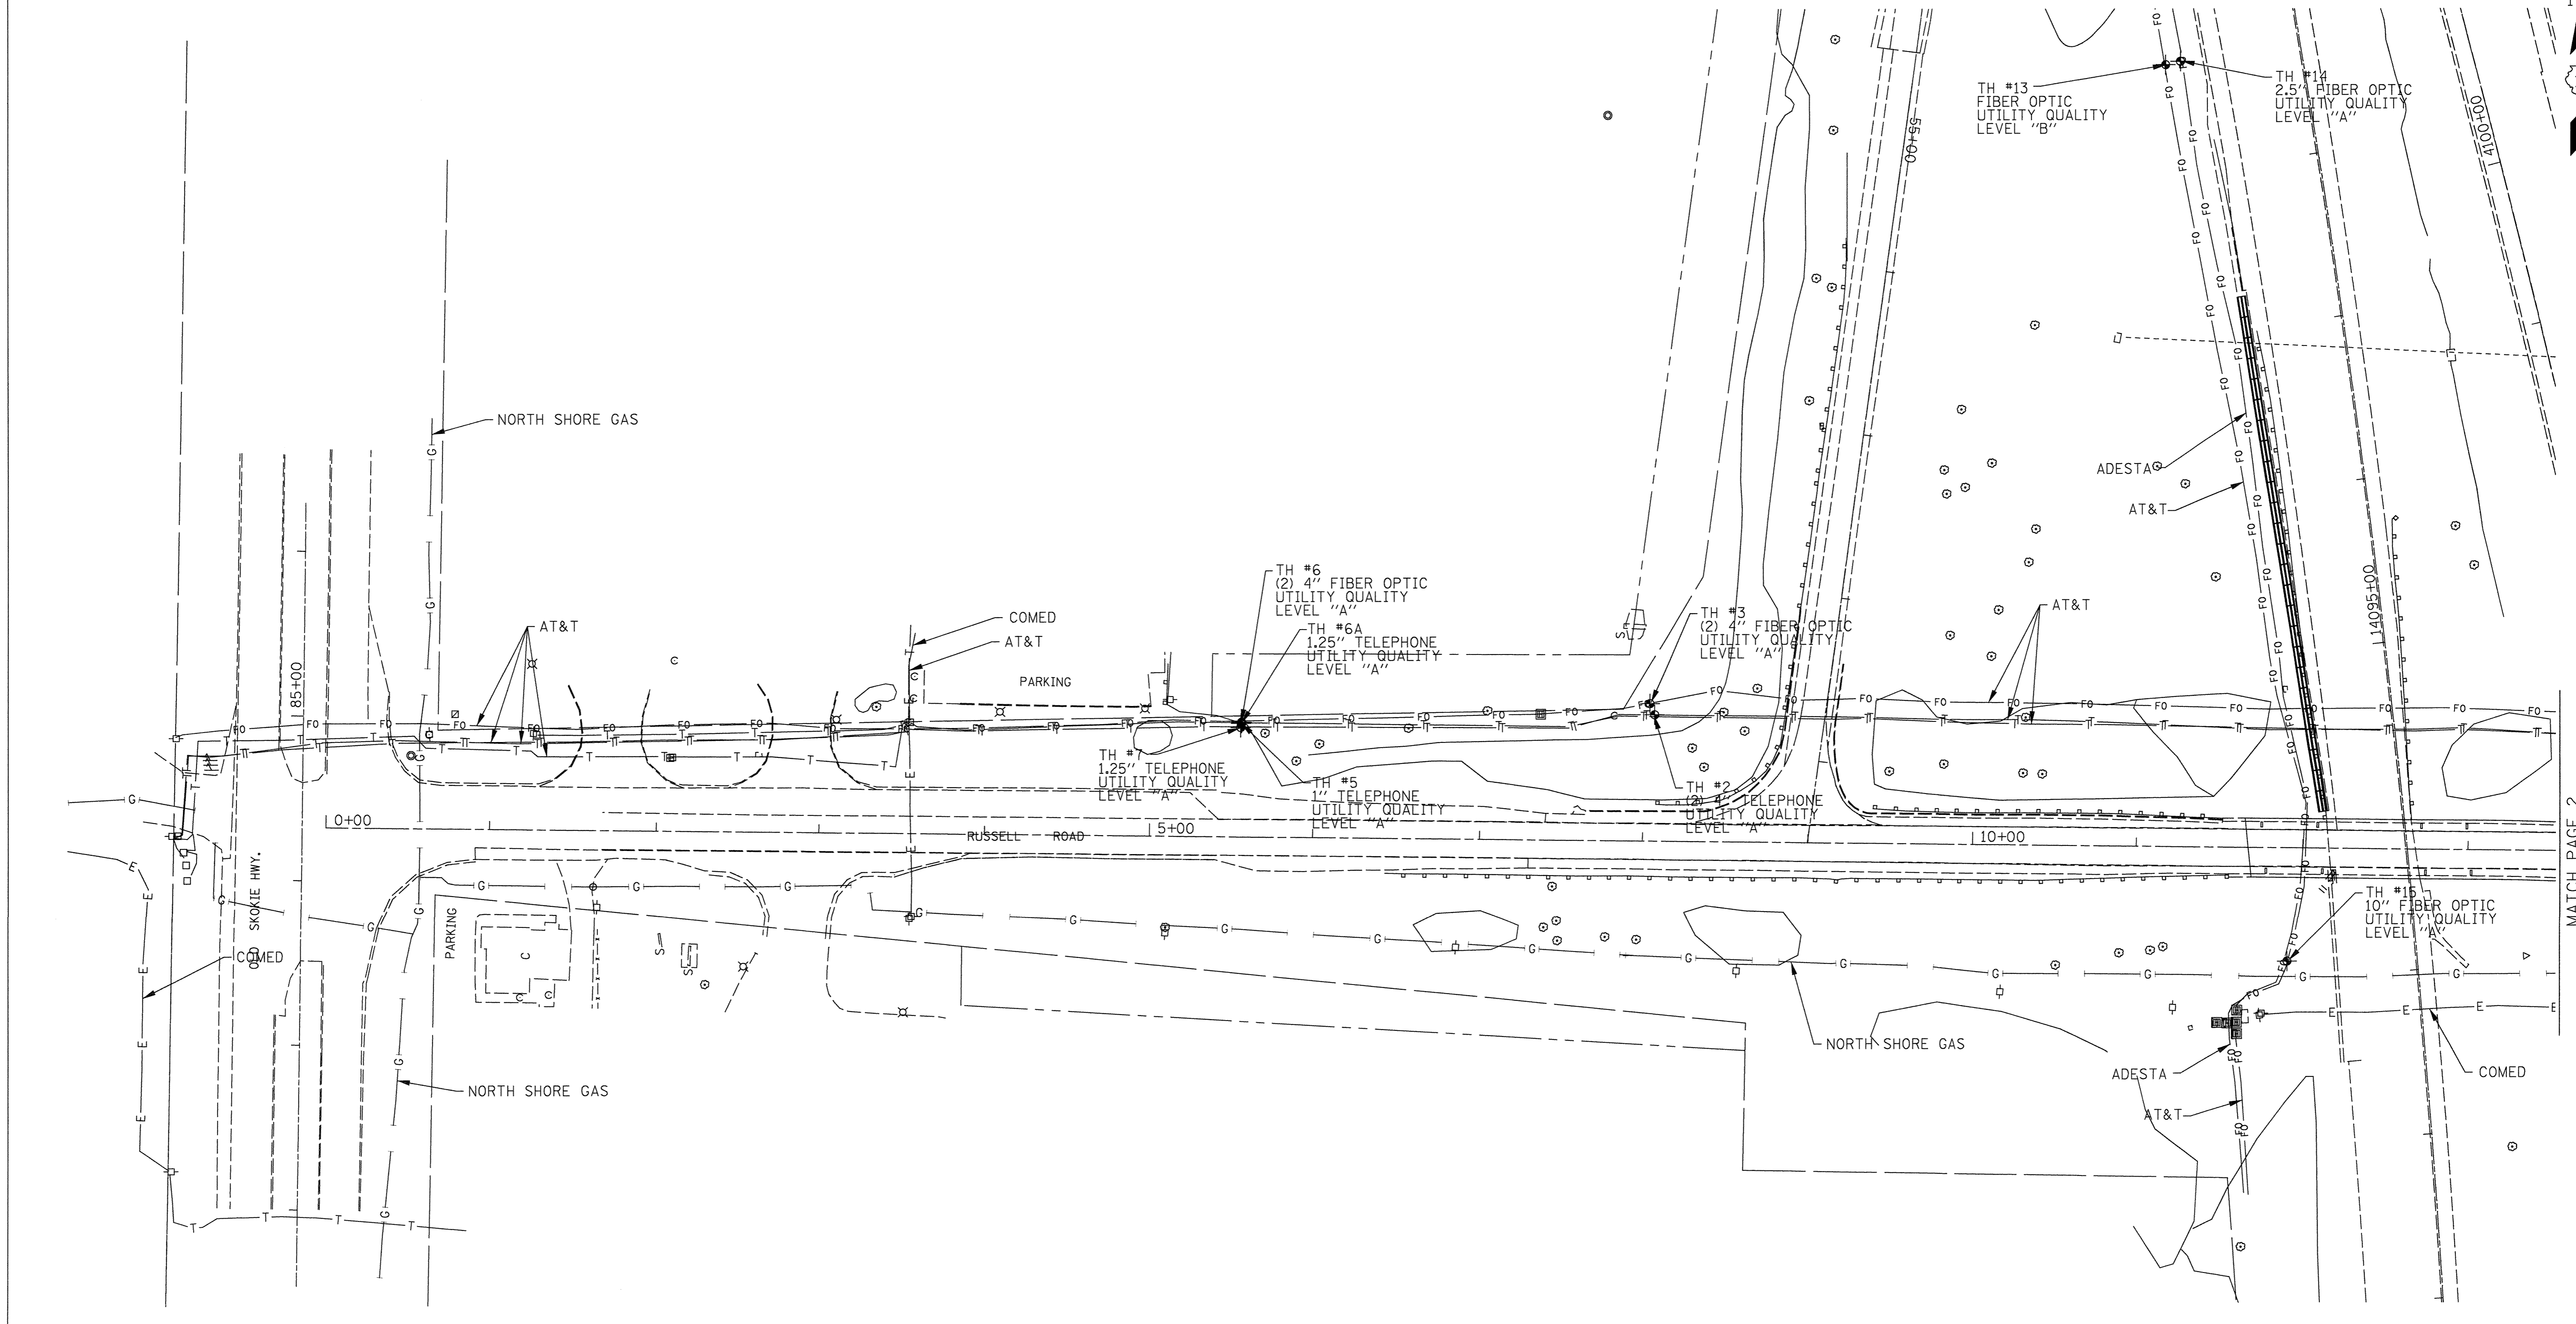 TH #13
FIBER OPTIC
UTILITY QUALITY
LEVEL "B"
TH #14
2.5" FIBER OPTIC
UTILITY QUALITY
LEVEL "A"
55+00
4100+00
NORTH SHORE GAS
ADESTA
AT&T
TH #6
(2) 4" FIBER OPTIC
UTILITY QUALITY
LEVEL "A"
TH #6A
1.25" TELEPHONE
UTILITY QUALITY
LEVEL "A"
TH #3
(2) 4" FIBER OPTIC
UTILITY QUALITY
LEVEL "A"
14095+00
AT&T
COMED
AT&T
AT&T
85+00
PARKING
TH #7
1.25" TELEPHONE
UTILITY QUALITY
LEVEL "A"
TH #5
1" TELEPHONE
UTILITY QUALITY
LEVEL "A"
TH #2
(2) 4" TELEPHONE
UTILITY QUALITY
LEVEL "A"
0+00
5+00
10+00
RUSSELL ROAD
MATCH PAGE 2
OLD SKOKIE HWY.
PARKING
COMED
TH #15
10" FIBER OPTIC
UTILITY QUALITY
LEVEL "A"
NORTH SHORE GAS
NORTH SHORE GAS
ADESTA
AT&T
COMED